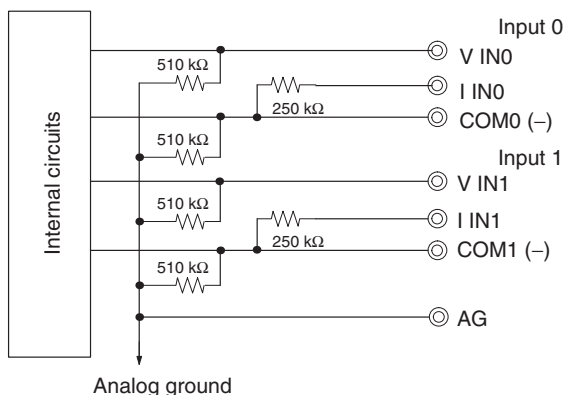 Input 0
V IN0
510 kΩ
I IN0
250 kΩ
COM0 (–)
510 kΩ
Input 1
Internal circuits
V IN1
510 kΩ
I IN1
250 kΩ
COM1 (–)
510 kΩ
AG
Analog ground